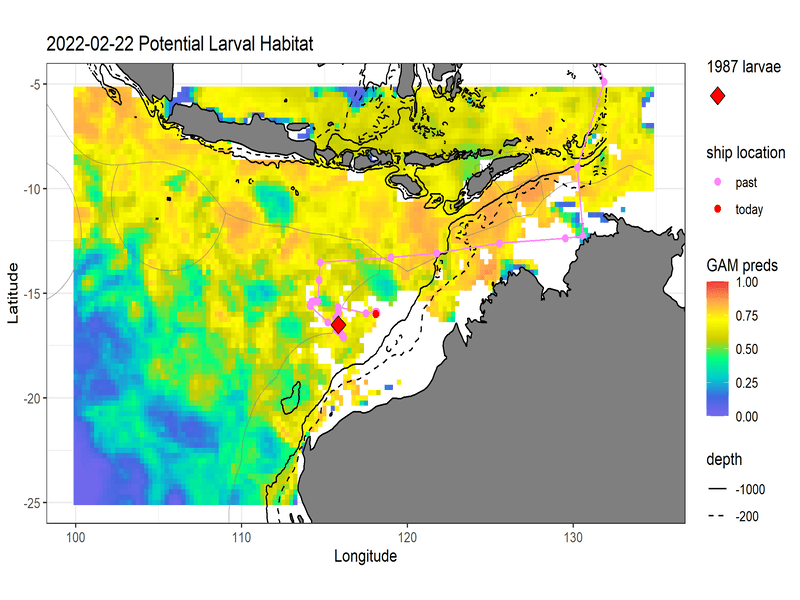 2022-02-22 Potential Larval Habitat
-5
-10
-15
-20
-25
Latitude
100
110
120
130
Longitude
1987 larvae
ship location
past
today
GAM preds
1.00
0.75
0.50
0.25
0.00
depth
-1000
-200